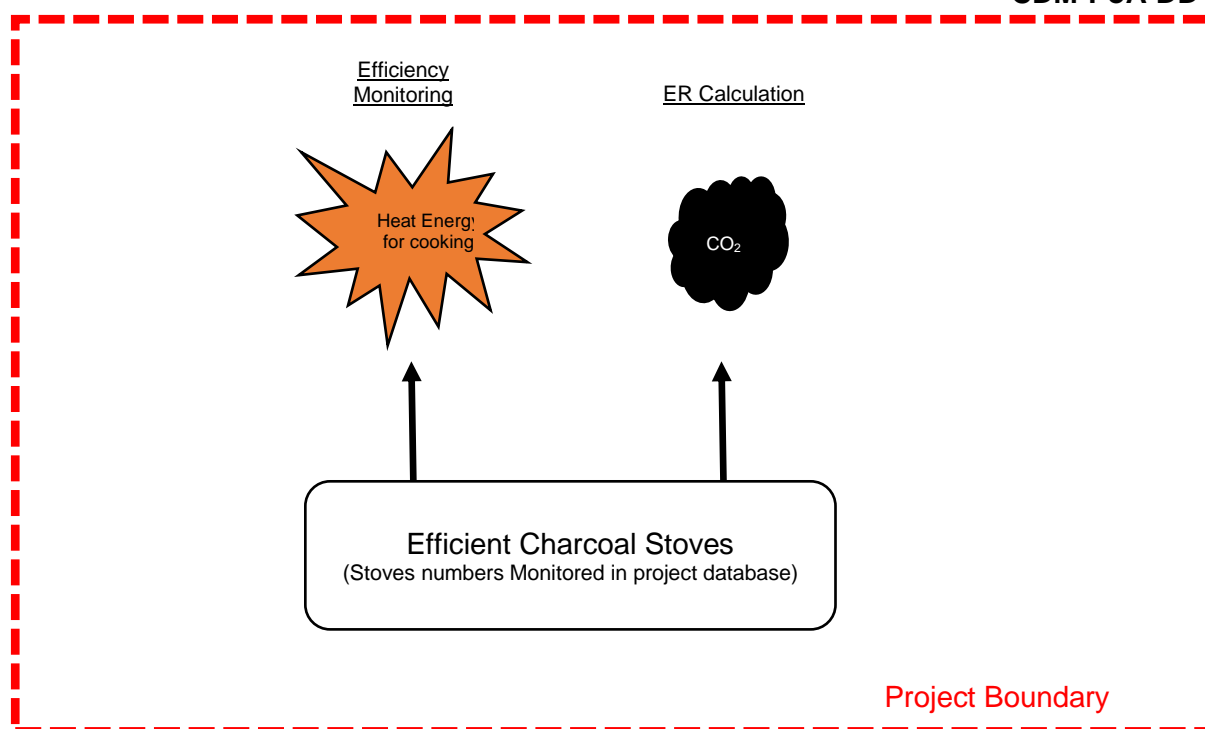 Efficiency
Monitoring
ER Calculation
Heat Energy
for cooking
CO₂
Efficient Charcoal Stoves
(Stoves numbers Monitored in project database)
Project Boundary